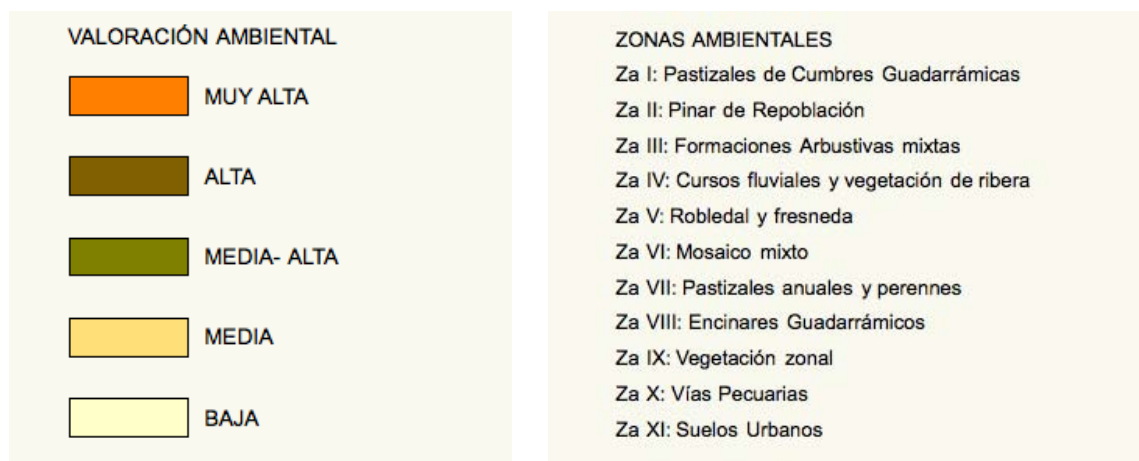 VALORACIÓN AMBIENTAL
MUY ALTA
ALTA
MEDIA- ALTA
MEDIA
BAJA
ZONAS AMBIENTALES
Za I: Pastizales de Cumbres Guadarrámicas
Za II: Pinar de Repoblación
Za III: Formaciones Arbustivas mixtas
Za IV: Cursos fluviales y vegetación de ribera
Za V: Robledal y fresneda
Za VI: Mosaico mixto
Za VII: Pastizales anuales y perennes
Za VIII: Encinares Guadarrámicos
Za IX: Vegetación zonal
Za X: Vías Pecuarias
Za XI: Suelos Urbanos